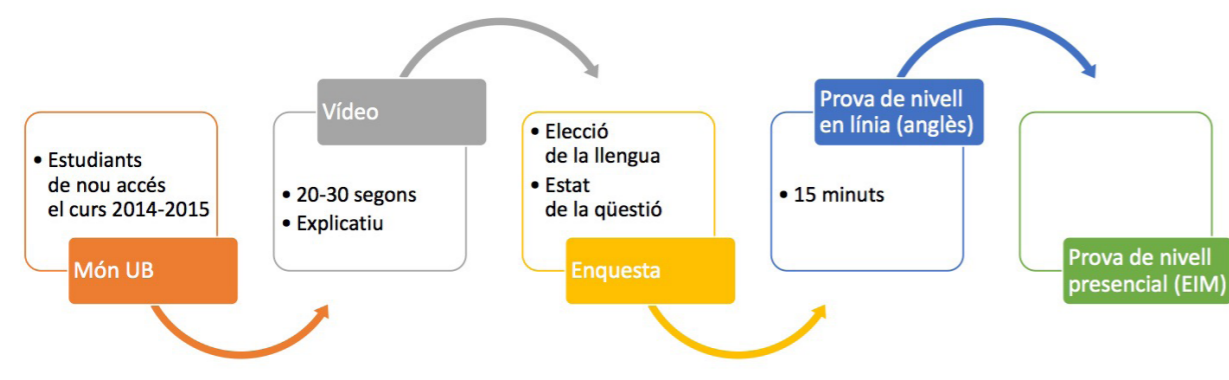 • Estudiants
de nou accés
el curs 2014-2015
Món UB
Vídeo
• 20-30 segons
• Explicatiu
• Elecció
de la llengua
• Estat
de la qüestió
Enquesta
Prova de nivell
en línia (anglès)
• 15 minuts
Prova de nivell
presencial (EIM)